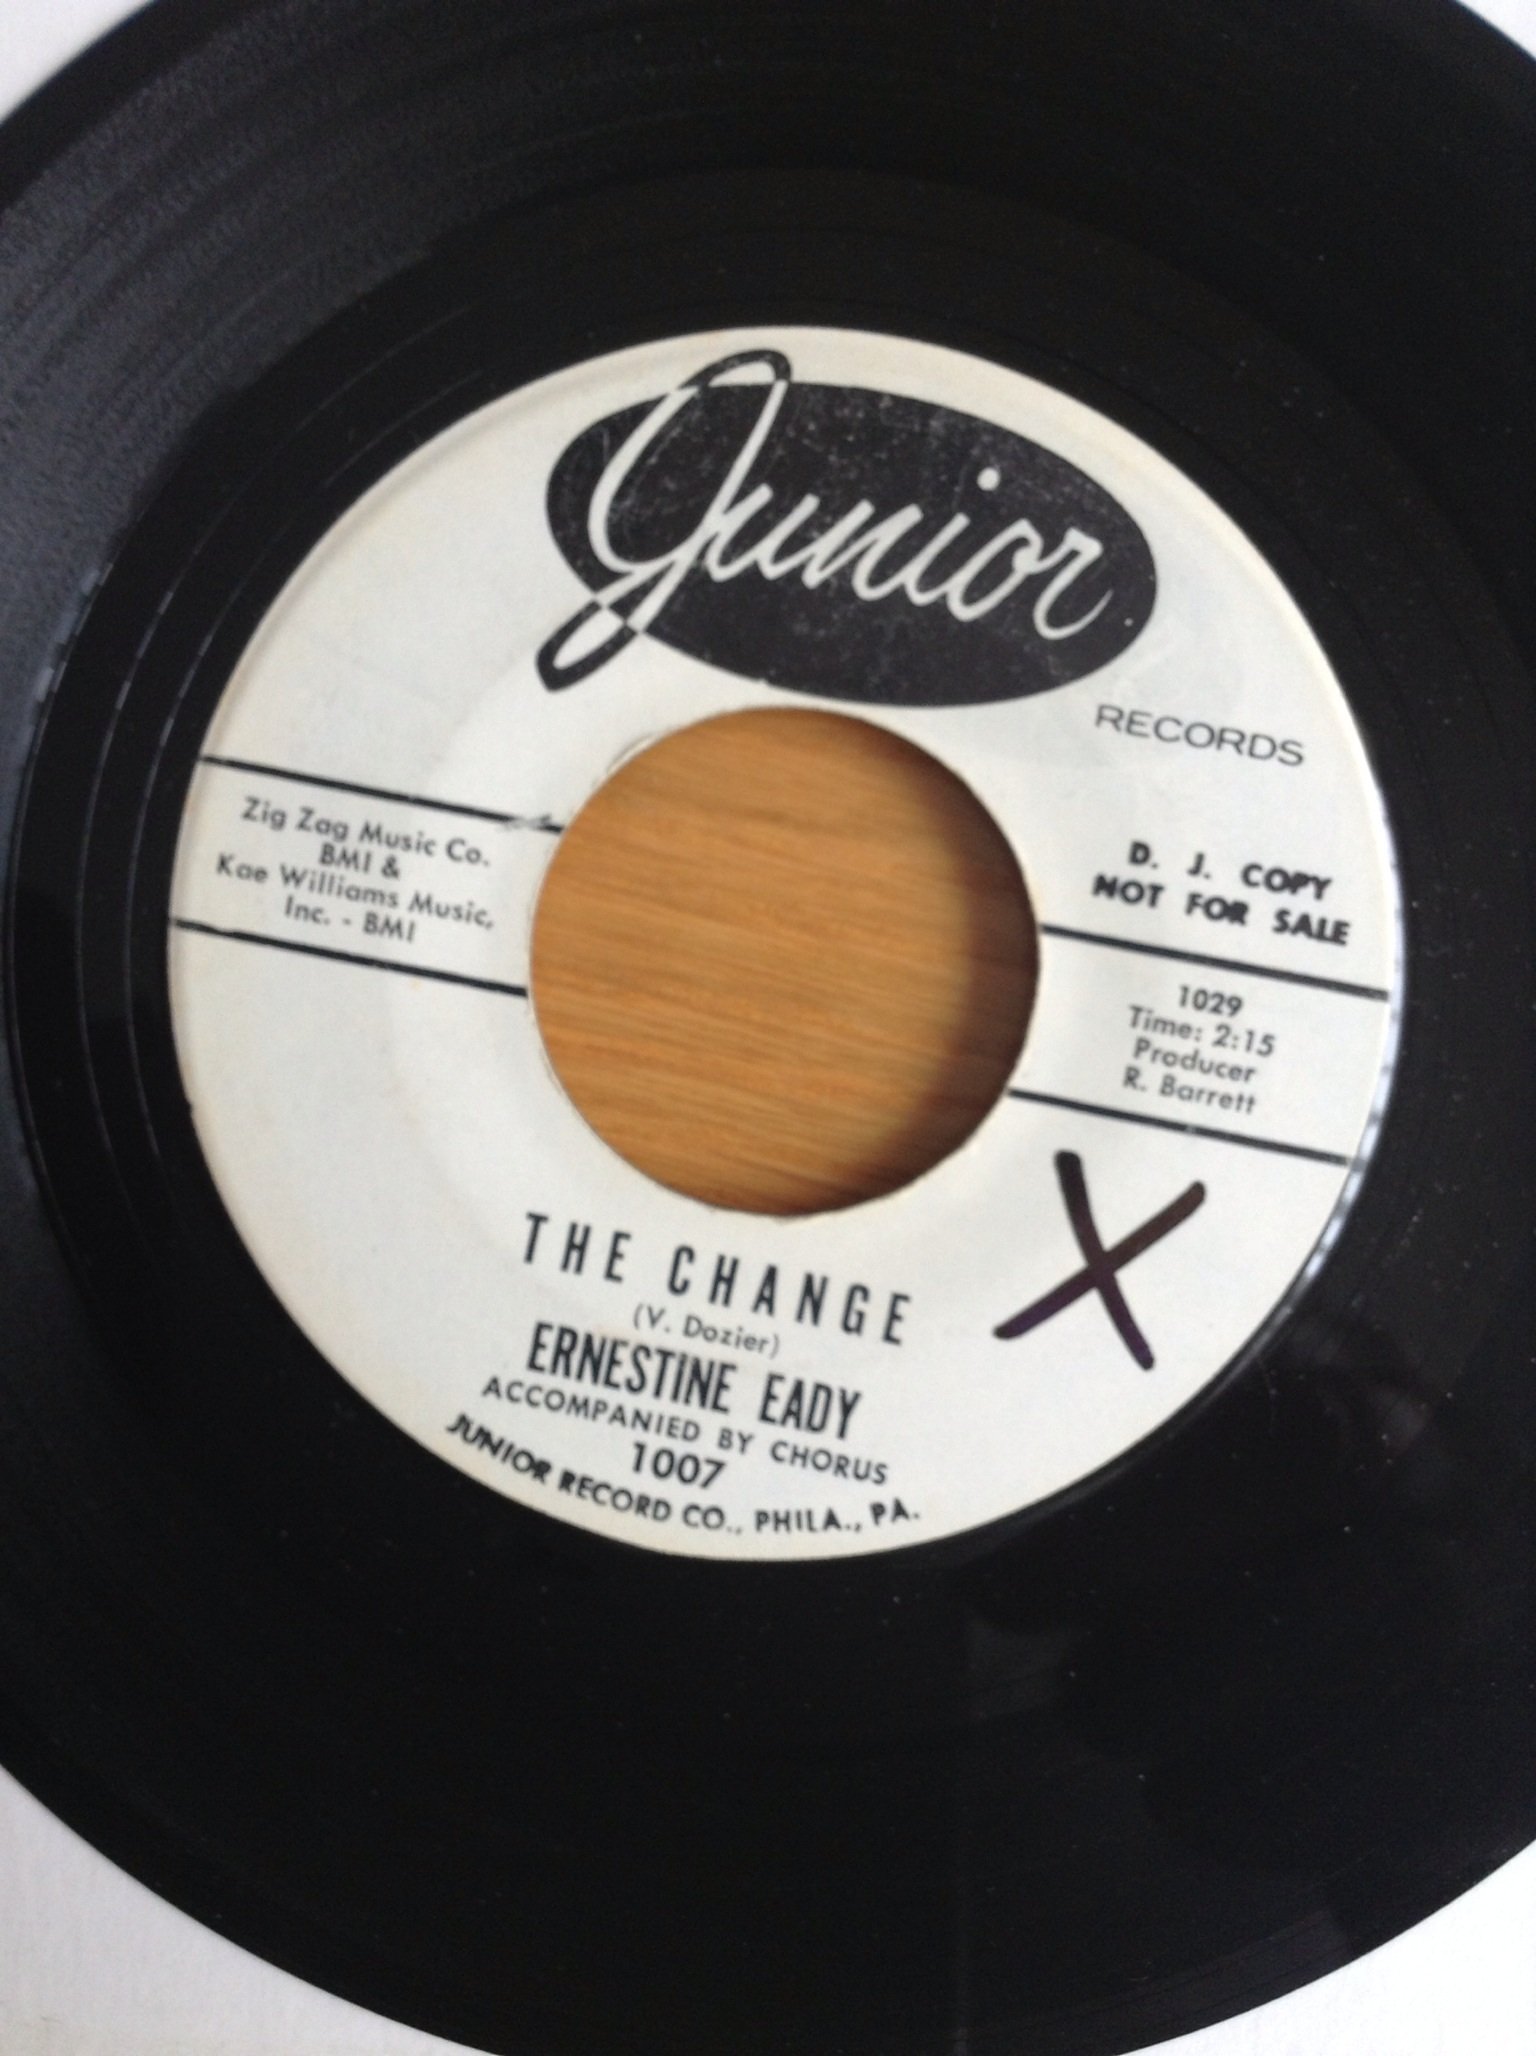 Junior
RECORDS
Zig Zag Music Co.
BMI &
Kae Williams Music,
Inc. - BMI
D. J. COPY
NOT FOR SALE
1029
Time: 2:15
Producer
R. Barrett
X
THE CHANGE
(V. Dozier)
ERNESTINE EADY
ACCOMPANIED BY CHORUS
1007
JUNIOR RECORD CO., PHILA., PA.